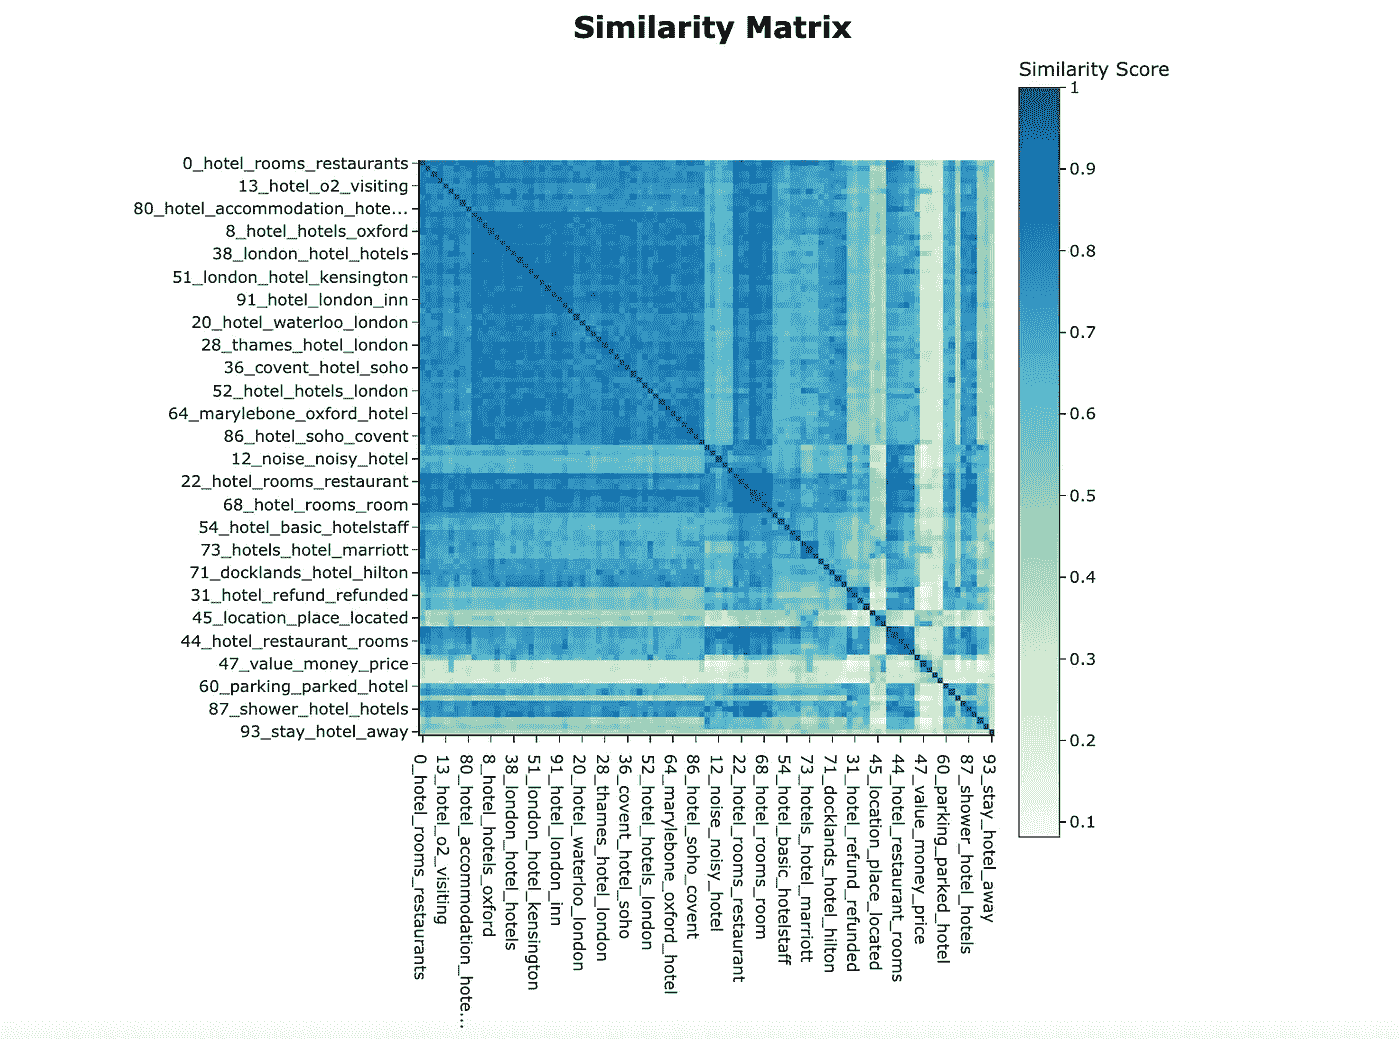 Similarity Matrix
Similarity Score
1
0.9
0.8
0.7
0.6
0.5
0.4
0.3
0.2
0.1
0_hotel_rooms_restaurants
13_hotel_o2_visiting
80_hotel_accommodation_hote...
8_hotel_hotels_oxford
38_london_hotel_hotels
51_london_hotel_kensington
91_hotel_london_inn
20_hotel_waterloo_london
28_thames_hotel_london
36_covent_hotel_soho
52_hotel_hotels_london
64_marylebone_oxford_hotel
86_hotel_soho_covent
12_noise_noisy_hotel
22_hotel_rooms_restaurant
68_hotel_rooms_room
54_hotel_basic_hotelstaff
73_hotels_hotel_marriott
71_docklands_hotel_hilton
31_hotel_refund_refunded
45_location_place_located
44_hotel_restaurant_rooms
47_value_money_price
60_parking_parked_hotel
87_shower_hotel_hotels
93_stay_hotel_away
0_hotel_rooms_restaurants
13_hotel_o2_visiting
80_hotel_accommodation_hote...
8_hotel_hotels_oxford
38_london_hotel_hotels
51_london_hotel_kensington
91_hotel_london_inn
20_hotel_waterloo_london
28_thames_hotel_london
36_covent_hotel_soho
52_hotel_hotels_london
64_marylebone_oxford_hotel
86_hotel_soho_covent
12_noise_noisy_hotel
22_hotel_rooms_restaurant
68_hotel_rooms_room
54_hotel_basic_hotelstaff
73_hotels_hotel_marriott
71_docklands_hotel_hilton
31_hotel_refund_refunded
45_location_place_located
44_hotel_restaurant_rooms
47_value_money_price
60_parking_parked_hotel
87_shower_hotel_hotels
93_stay_hotel_away